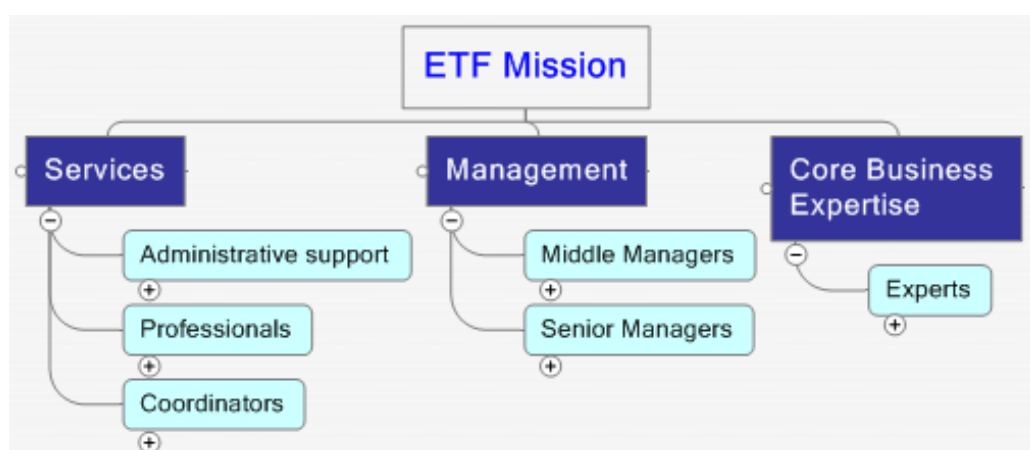 ETF Mission
Services
Management
Core Business
Expertise
Administrative support
Professionals
Coordinators
Middle Managers
Senior Managers
Experts